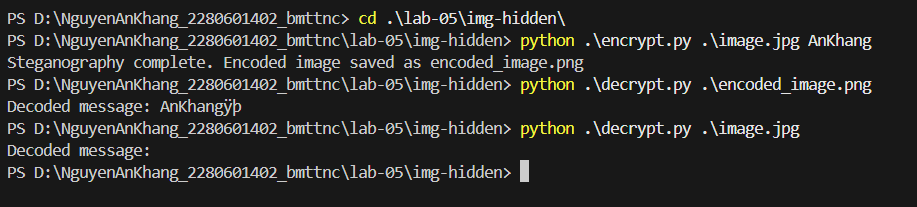 PS D:\NguyenAnKhang_2280601402_bmttnc> cd .\lab-05\img-hidden\
PS D:\NguyenAnKhang_2280601402_bmttnc\lab-05\img-hidden> python .\encrypt.py .\image.jpg AnKhang
Steganography complete. Encoded image saved as encoded_image.png
PS D:\NguyenAnKhang_2280601402_bmttnc\lab-05\img-hidden> python .\decrypt.py .\encoded_image.png
Decoded message: AnKhangÿþ
PS D:\NguyenAnKhang_2280601402_bmttnc\lab-05\img-hidden> python .\decrypt.py .\image.jpg
Decoded message:
PS D:\NguyenAnKhang_2280601402_bmttnc\lab-05\img-hidden>